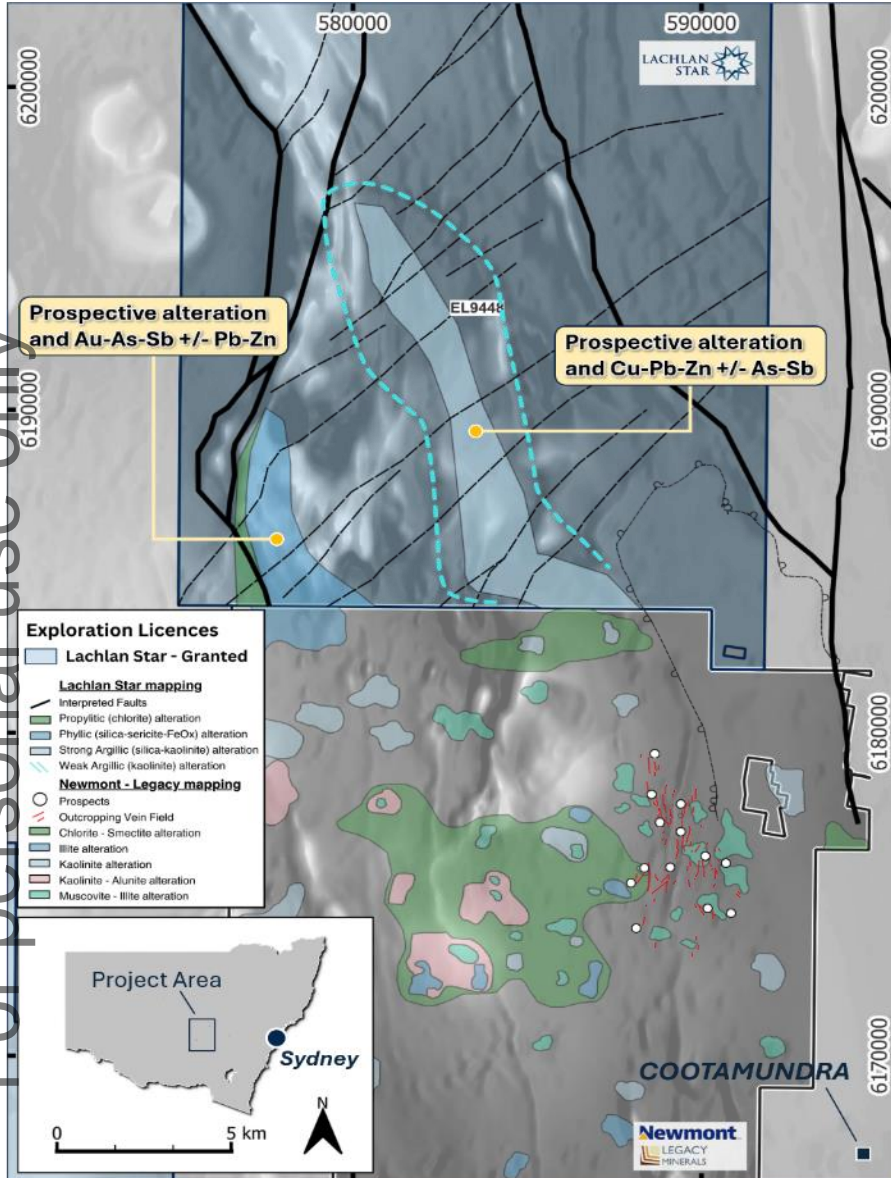 580000
590000
6200000
6200000
LACHLAN
STAR
EL9448
Prospective alteration
and Au-As-Sb +/- Pb-Zn
Prospective alteration
and Cu-Pb-Zn +/- As-Sb
6190000
6190000
For personal use only
Exploration Licences
Lachlan Star - Granted
Lachlan Star mapping
Interpreted Faults
Propylitic (chlorite) alteration
Phyllic (silica-sericite-FeOx) alteration
Strong Argillic (silica-kaolinite) alteration
Weak Argillic (kaolinite) alteration
Newmont - Legacy mapping
Prospects
Outcropping Vein Field
Chlorite - Smectite alteration
Illite alteration
Kaolinite alteration
Kaolinite - Alunite alteration
Muscovite - Illite alteration
6180000
Project Area
Sydney
N
0
5 km
6170000
COOTAMUNDRA
Newmont
LEGACY
MINERALS